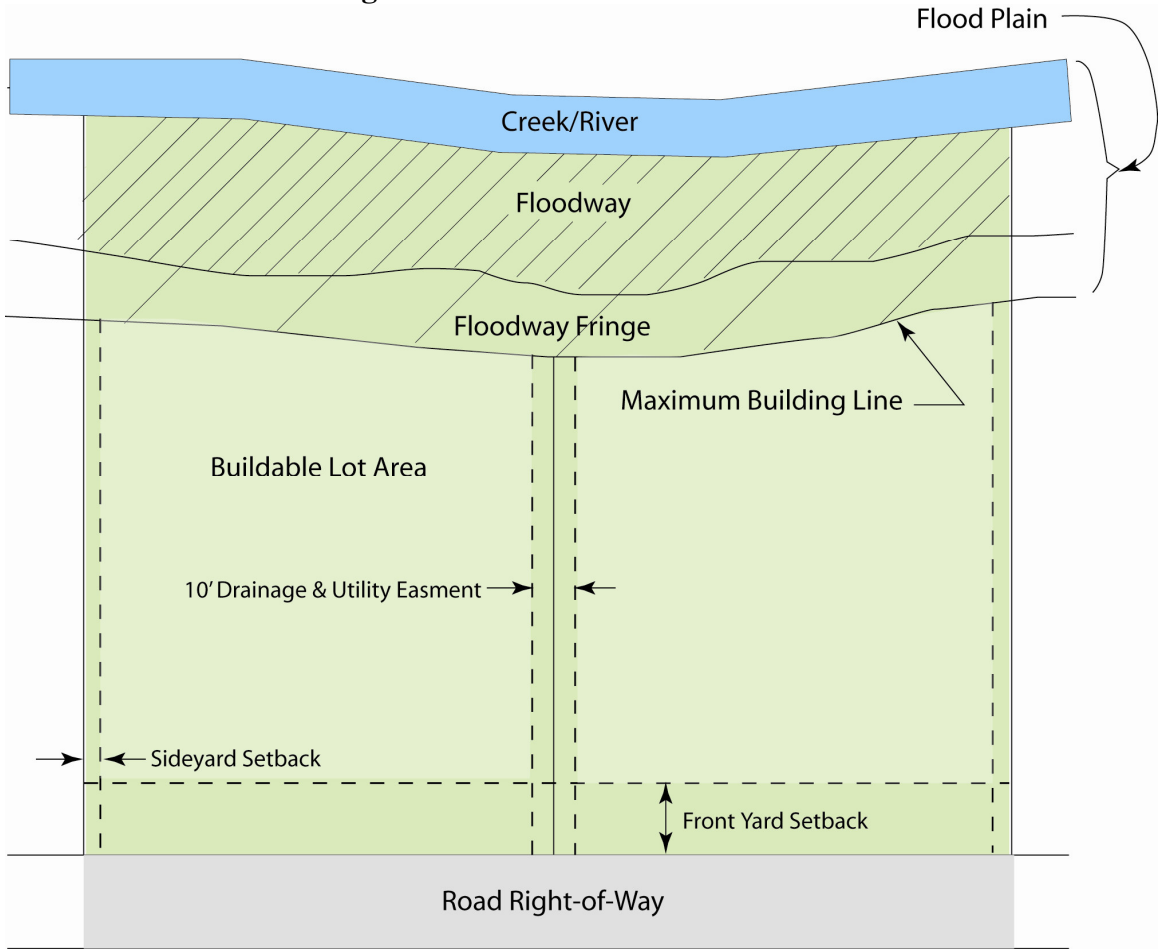 Flood Plain
Creek/River
Floodway
Floodway Fringe
Maximum Building Line
Buildable Lot Area
10' Drainage & Utility Easment
Sideyard Setback
Front Yard Setback
Road Right-of-Way